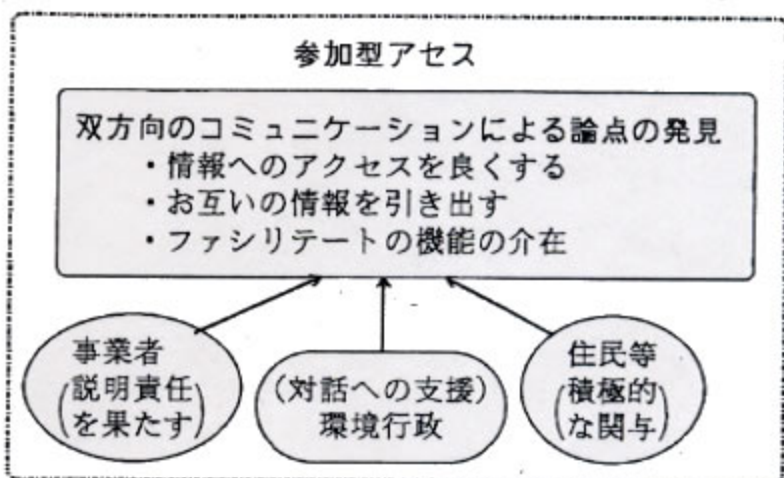 参加型アセス
双方向のコミュニケーションによる論点の発見
・情報へのアクセスを良くする
・お互いの情報を引き出す
・ファシリテートの機能の介在
事業者
(説明責任
を果たす)
(対話への支援)
環境行政
住民等
(積極的
な関与)